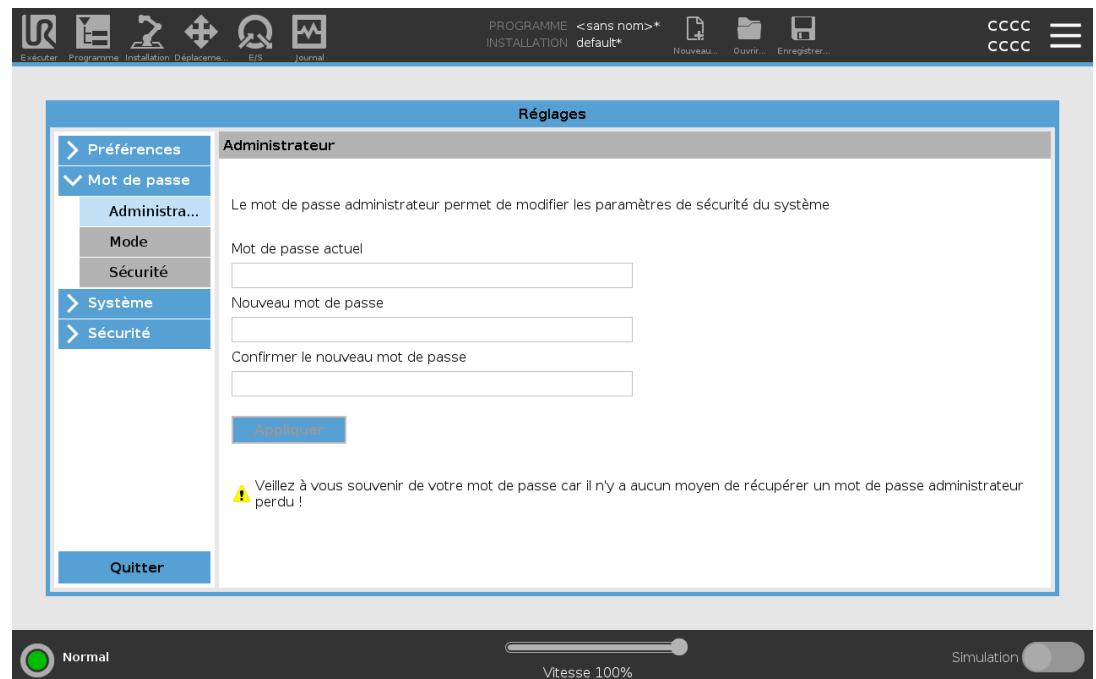 PROGRAMME <sans nom>*
INSTALLATION default*
Exécuter Programme Installation Déplaceme... E/S Journal
Nouveau... Ouvrir... Enregistrer...
CCCC
CCCC
Réglages
Préférences
Mot de passe
Administra...
Mode
Sécurité
Système
Sécurité
Quitter
Administrateur
Le mot de passe administrateur permet de modifier les paramètres de sécurité du système
Mot de passe actuel
Nouveau mot de passe
Confirmer le nouveau mot de passe
Appliquer
Veillez à vous souvenir de votre mot de passe car il n'y a aucun moyen de récupérer un mot de passe administrateur
perdu !
Normal
Vitesse 100%
Simulation